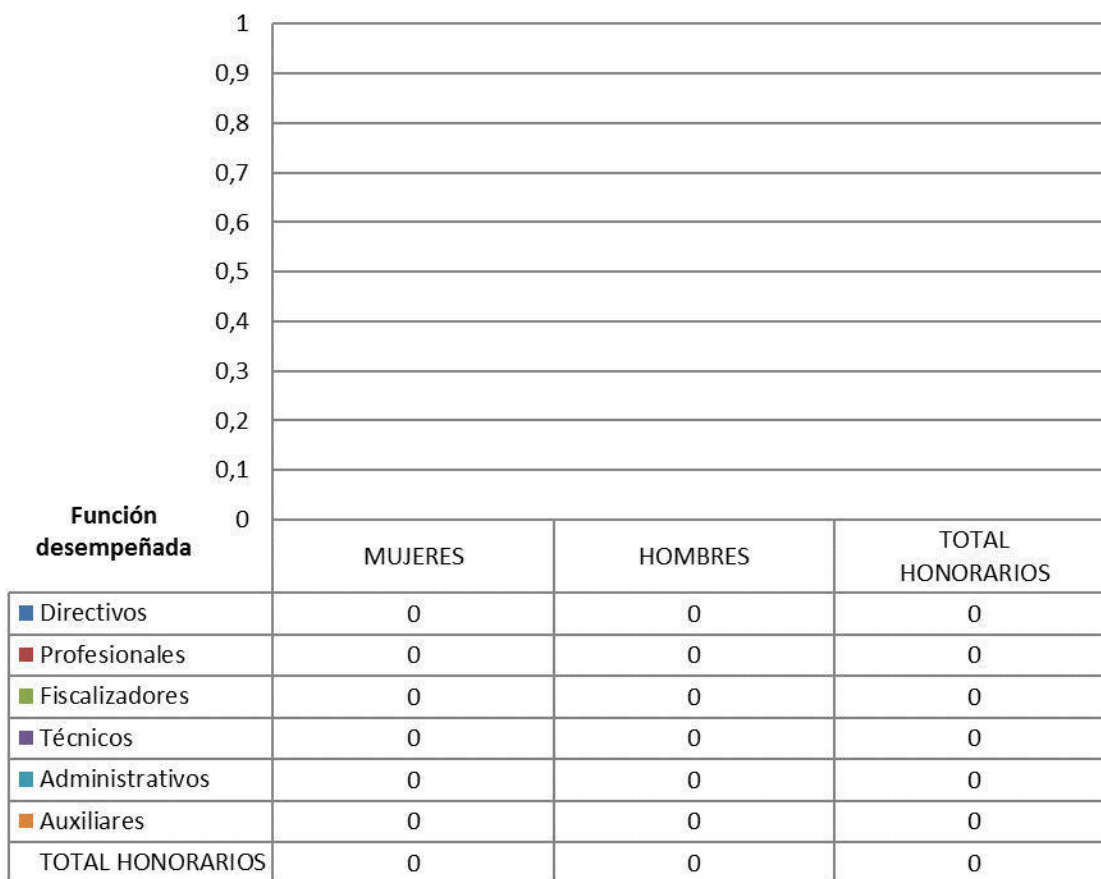 1
0,9
0,8
0,7
0,6
0,5
0,4
0,3
0,2
0,1
0
Función
desempeñada
MUJERES HOMBRES TOTAL
HONORARIOS
Directivos 0 0 0
Profesionales 0 0 0
Fiscalizadores 0 0 0
Técnicos 0 0 0
Administrativos 0 0 0
Auxiliares 0 0 0
TOTAL HONORARIOS 0 0 0